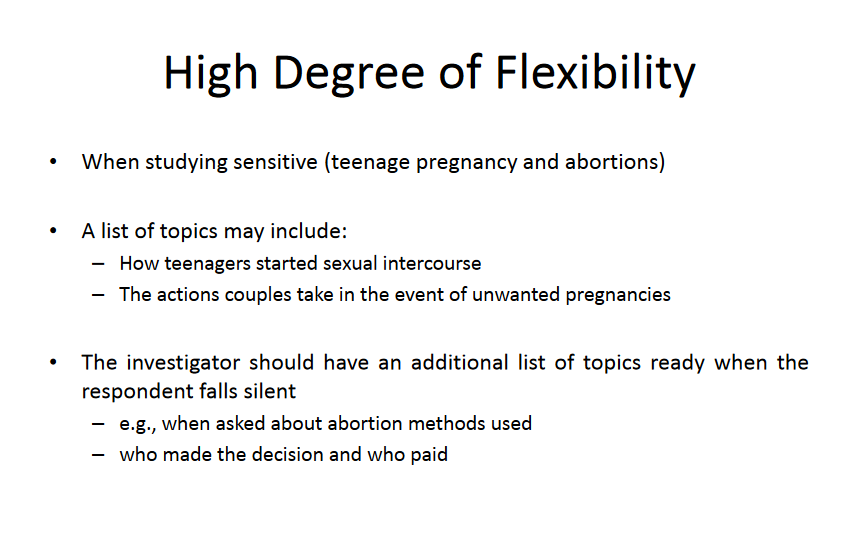 High Degree of Flexibility
• When studying sensitive (teenage pregnancy and abortions)
• A list of topics may include:
– How teenagers started sexual intercourse
– The actions couples take in the event of unwanted pregnancies
• The investigator should have an additional list of topics ready when the
respondent falls silent
– e.g., when asked about abortion methods used
– who made the decision and who paid